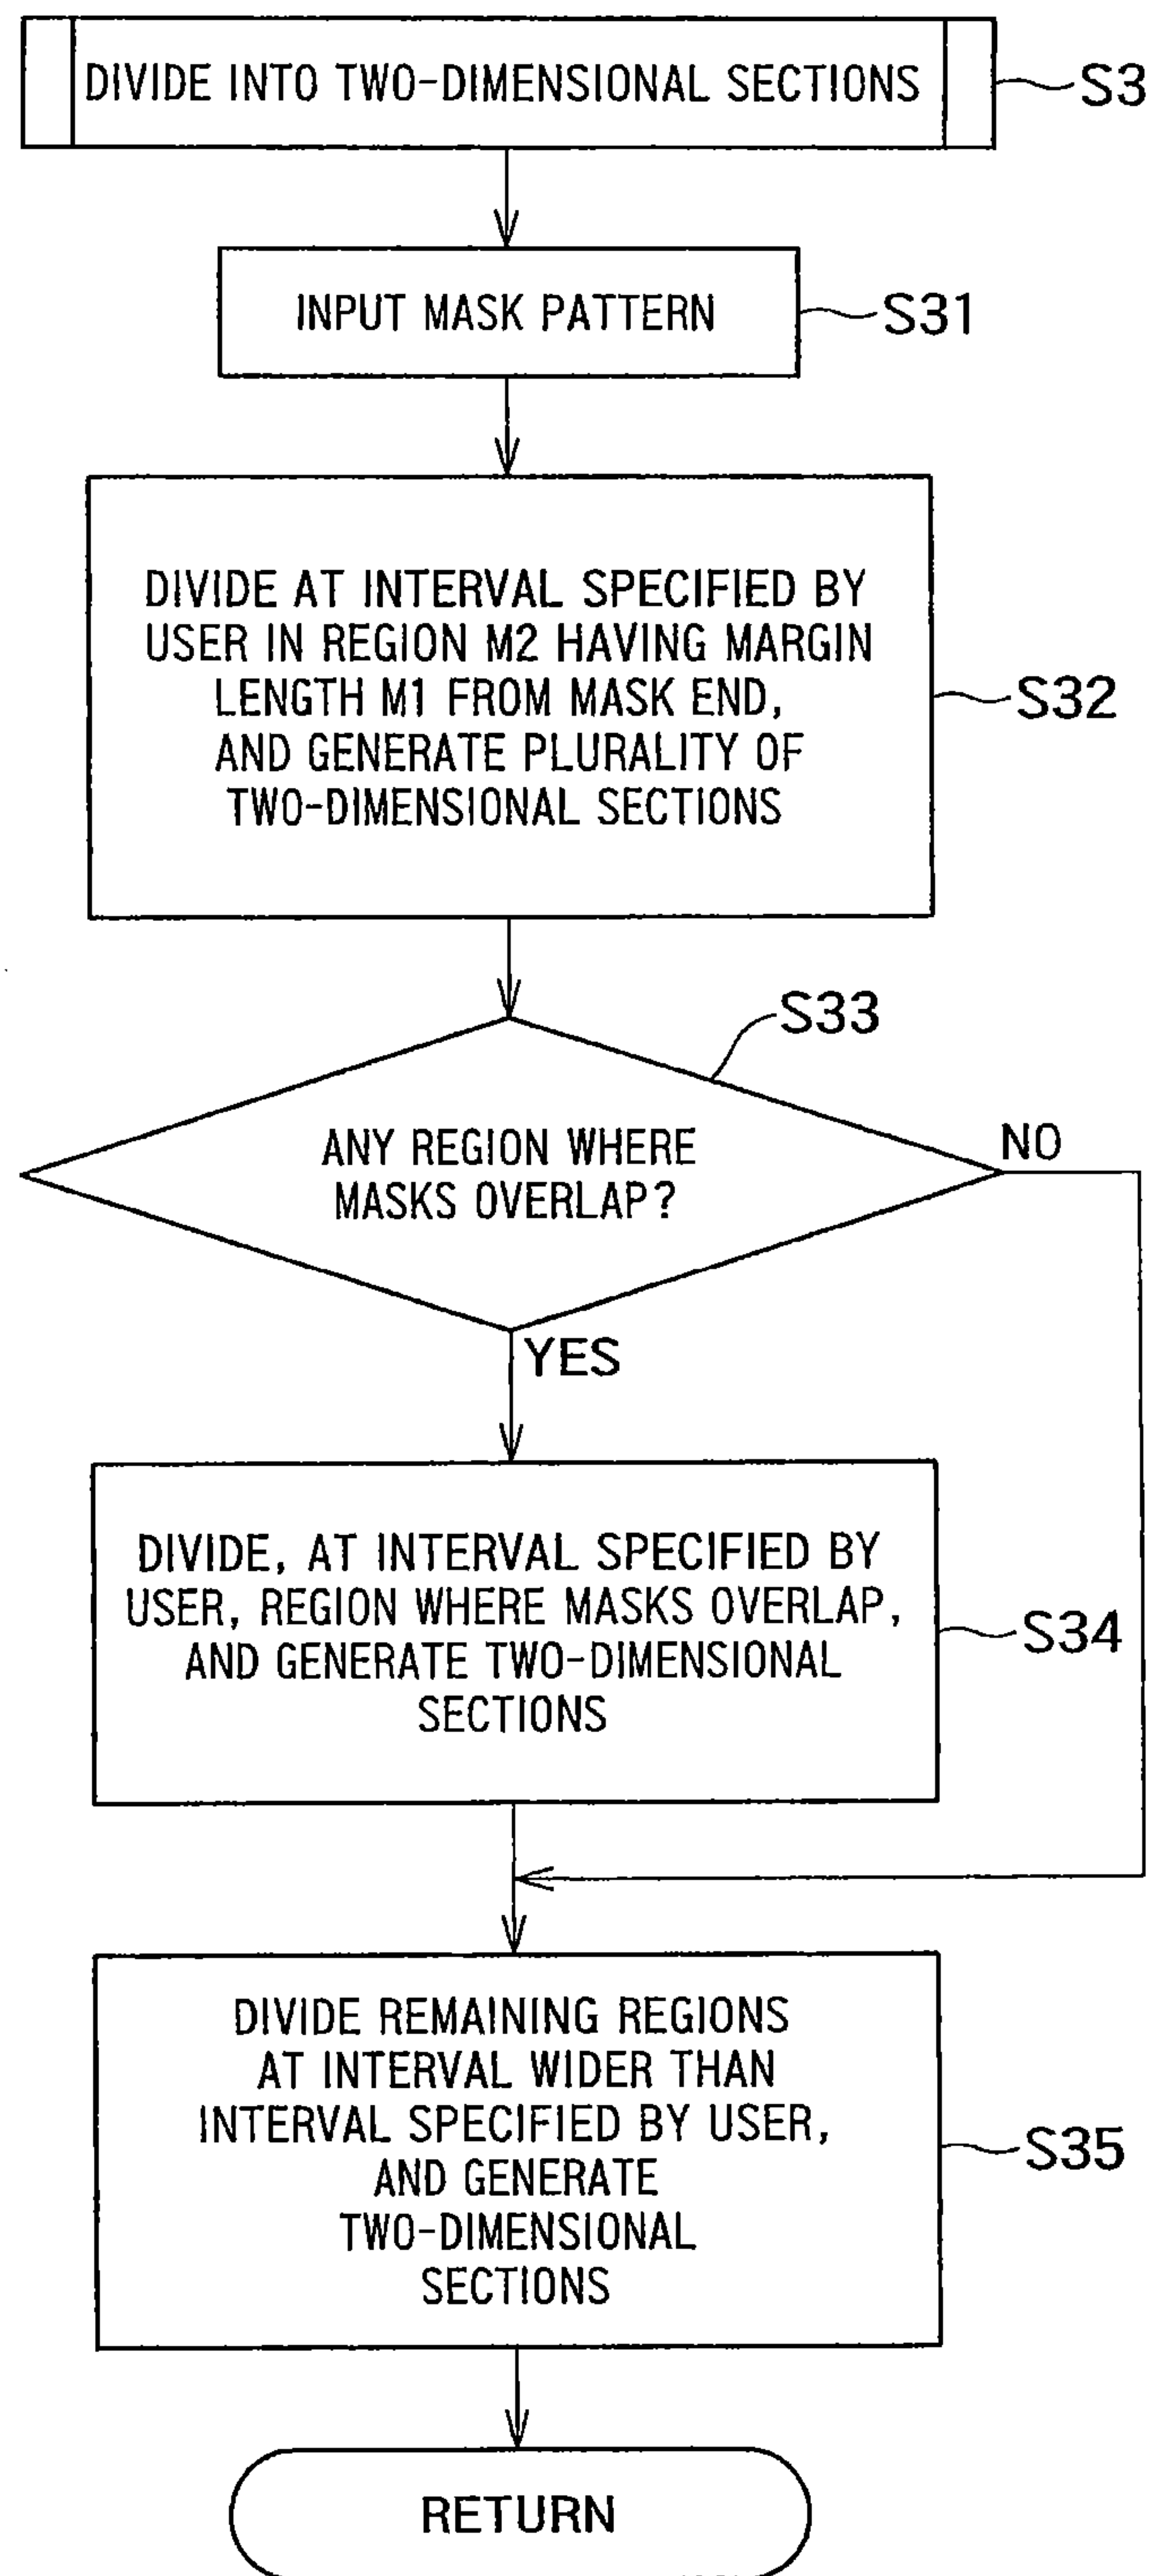 DIVIDE INTO TWO-DIMENSIONAL SECTIONS
S3
INPUT MASK PATTERN
S31
DIVIDE AT INTERVAL SPECIFIED BY
USER IN REGION M2 HAVING MARGIN
LENGTH M1 FROM MASK END,
AND GENERATE PLURALITY OF
TWO-DIMENSIONAL SECTIONS
S32
S33
ANY REGION WHERE
MASKS OVERLAP?
NO
YES
DIVIDE, AT INTERVAL SPECIFIED BY
USER, REGION WHERE MASKS OVERLAP,
AND GENERATE TWO-DIMENSIONAL
SECTIONS
S34
DIVIDE REMAINING REGIONS
AT INTERVAL WIDER THAN
INTERVAL SPECIFIED BY USER,
AND GENERATE
TWO-DIMENSIONAL
SECTIONS
S35
RETURN